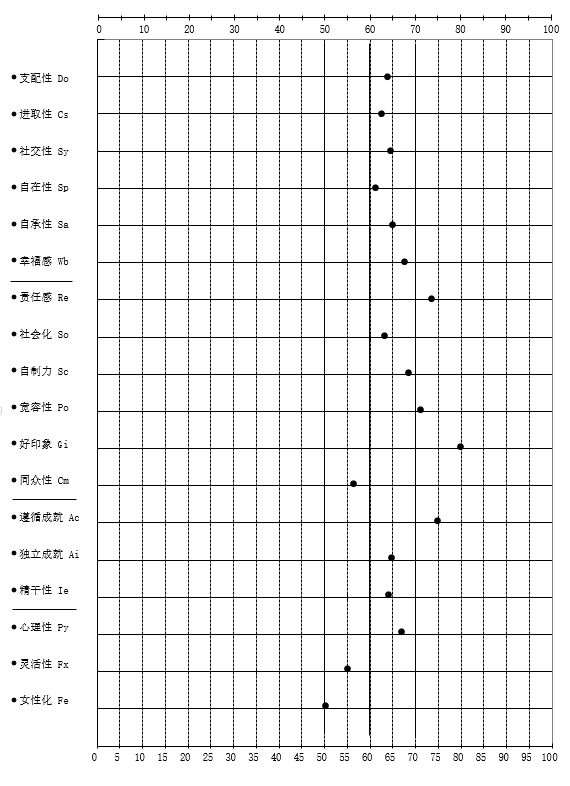 0 10 20 30 40 50 60 70 80 90 100
●支配性 Do
●进取性 Cs
●社交性 Sy
●自在性 Sp
●自承性 Sa
●幸福感 Wb
●责任感 Re
●社会化 So
●自制力 Sc
●宽容性 Po
●好印象 Gi
●同众性 Cm
●遵循成就 Ac
●独立成就 Ai
●精干性 Ie
●心理性 Py
●灵活性 Fx
●女性化 Fe
0 5 10 15 20 25 30 35 40 45 50 55 60 65 70 75 80 85 90 95 100